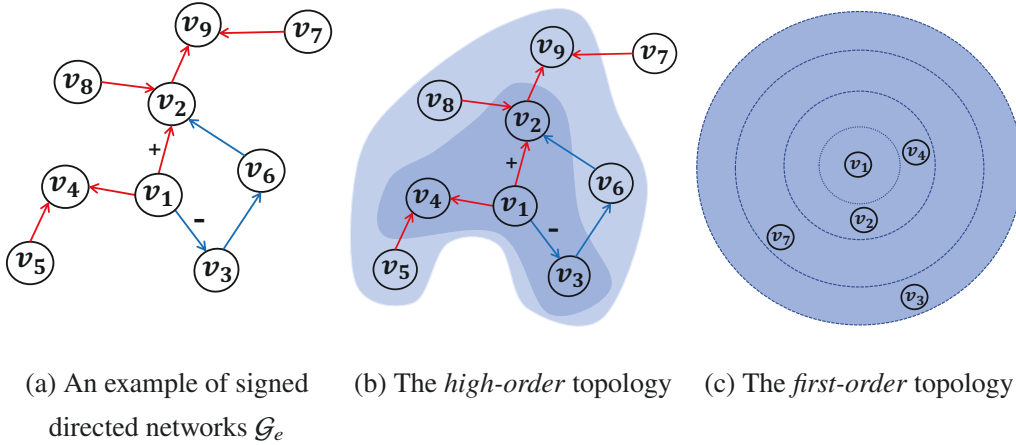 v9
v7
v8
v2
+
v6
v4
v1
-
v3
v5
v9
v7
v8
v2
+
v6
v4
v1
-
v3
v5
v1
v4
v2
v7
v3
(a) An example of signed
directed networks 𝒢e
(b) The high-order topology
(c) The first-order topology